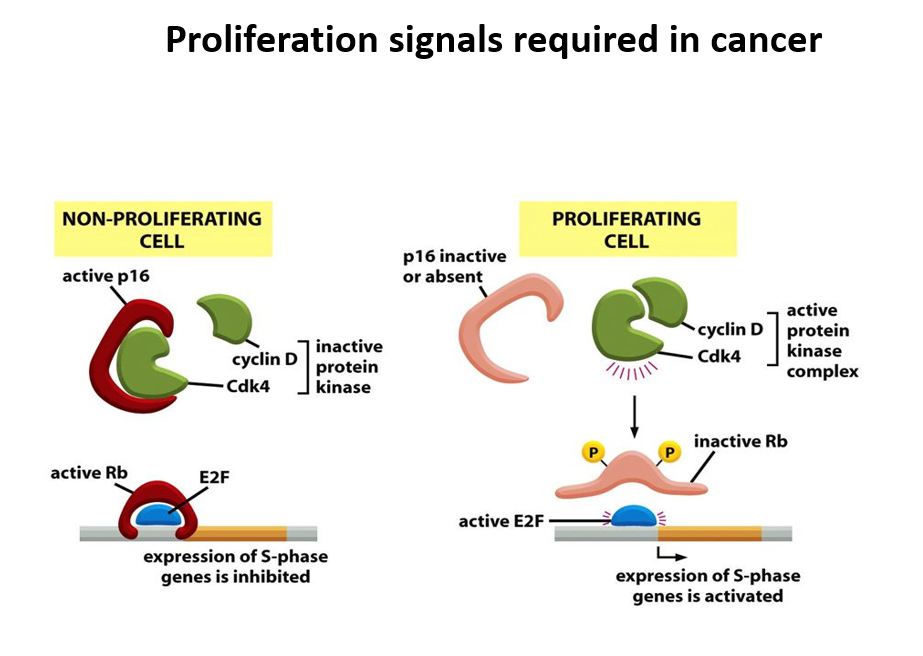 Proliferation signals required in cancer
NON-PROLIFERATING
CELL
active p16
cyclin D
Cdk4
inactive
protein
kinase
active Rb
E2F
expression of S-phase
genes is inhibited
PROLIFERATING
CELL
p16 inactive
or absent
cyclin D
Cdk4
active
protein
kinase
complex
P
P
inactive Rb
active E2F
expression of S-phase
genes is activated